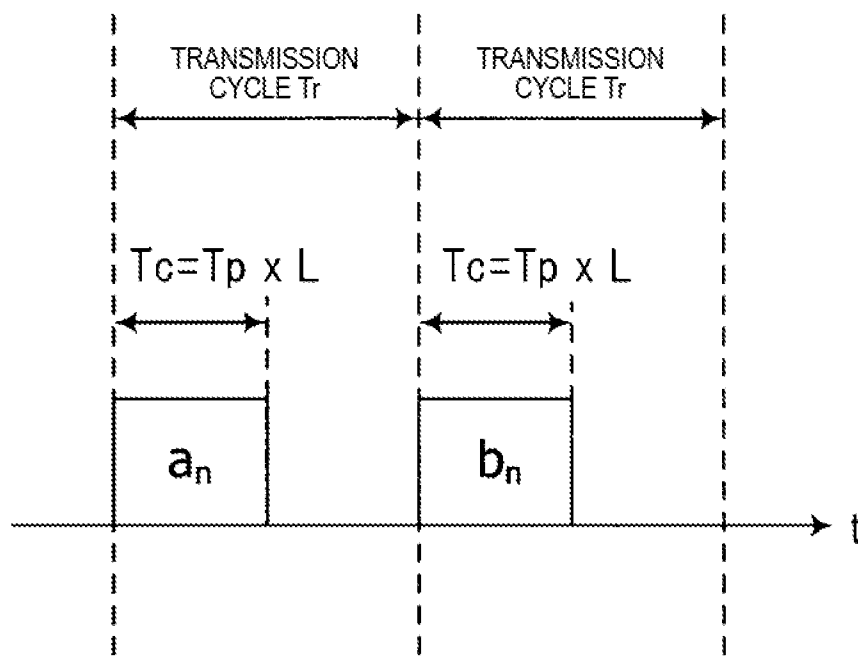 TRANSMISSION
CYCLE Tr
TRANSMISSION
CYCLE Tr
Tc=Tp x L
Tc=Tp x L
an
bn
t